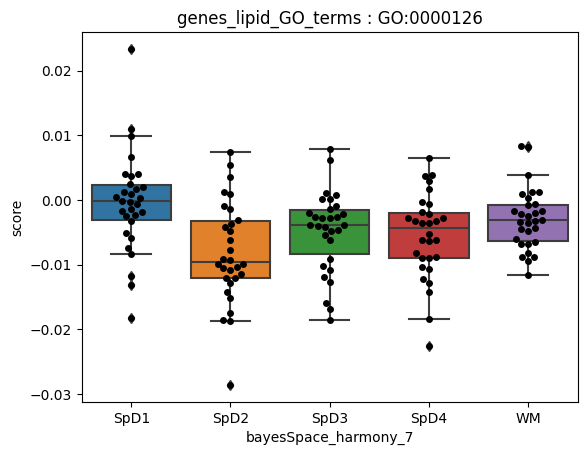 genes_lipid_GO_terms : GO:0000126
score
0.02
0.01
0.00
−0.01
−0.02
−0.03
SpD1 SpD2 SpD3 SpD4 WM
bayesSpace_harmony_7